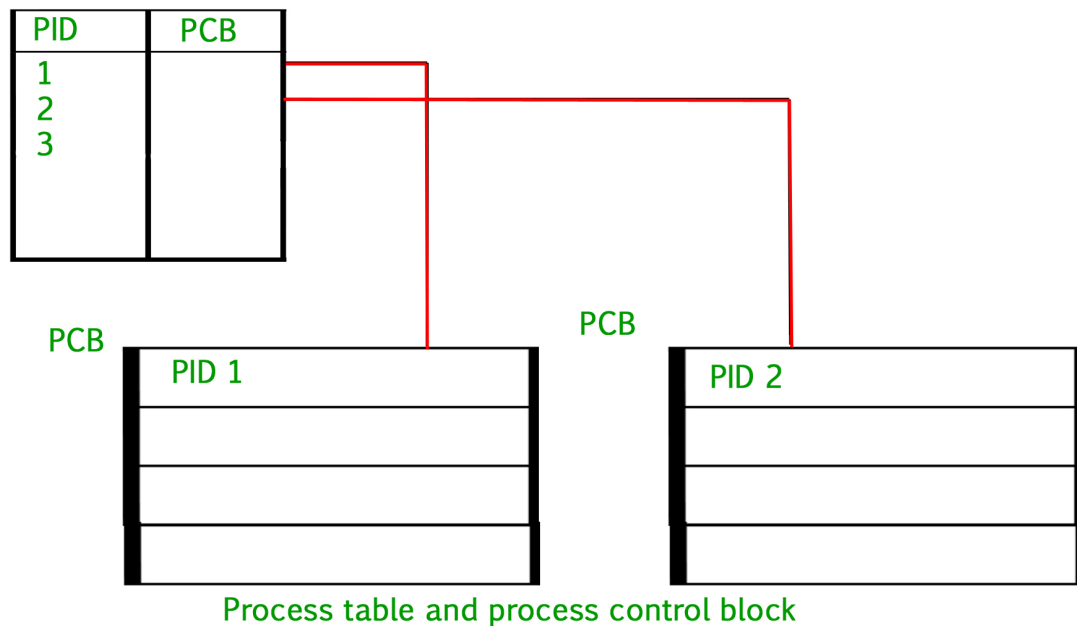 PID PCB
1
2
3
PCB
PID 1
PCB
PID 2
Process table and process control block